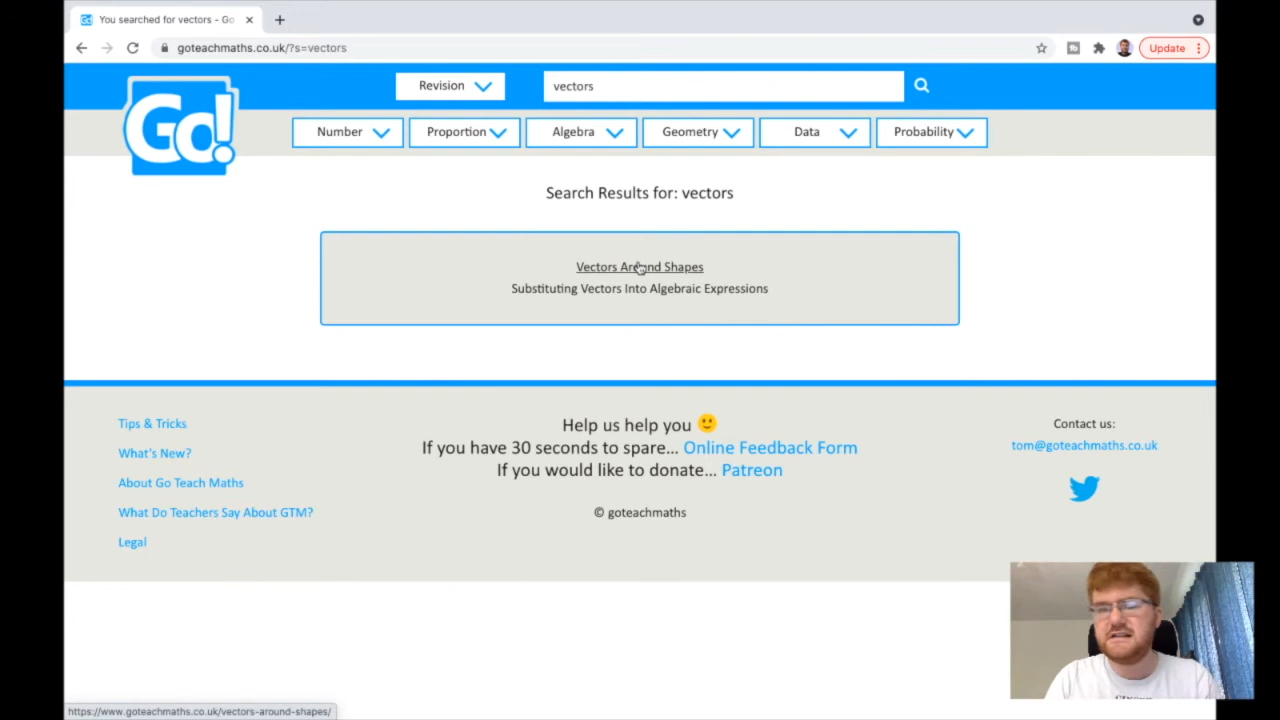 You searched for vectors - Go
goteachmaths.co.uk/?s=vectors
Update
Go!
Revision
vectors
Number
Proportion
Algebra
Geometry
Data
Probability
Search Results for: vectors
Vectors Around Shapes
Substituting Vectors Into Algebraic Expressions
Tips & Tricks
What's New?
About Go Teach Maths
What Do Teachers Say About GTM?
Legal
Help us help you 🙂
If you have 30 seconds to spare... Online Feedback Form
If you would like to donate... Patreon
© goteachmaths
Contact us:
tom@goteachmaths.co.uk
https://www.goteachmaths.co.uk/vectors-around-shapes/